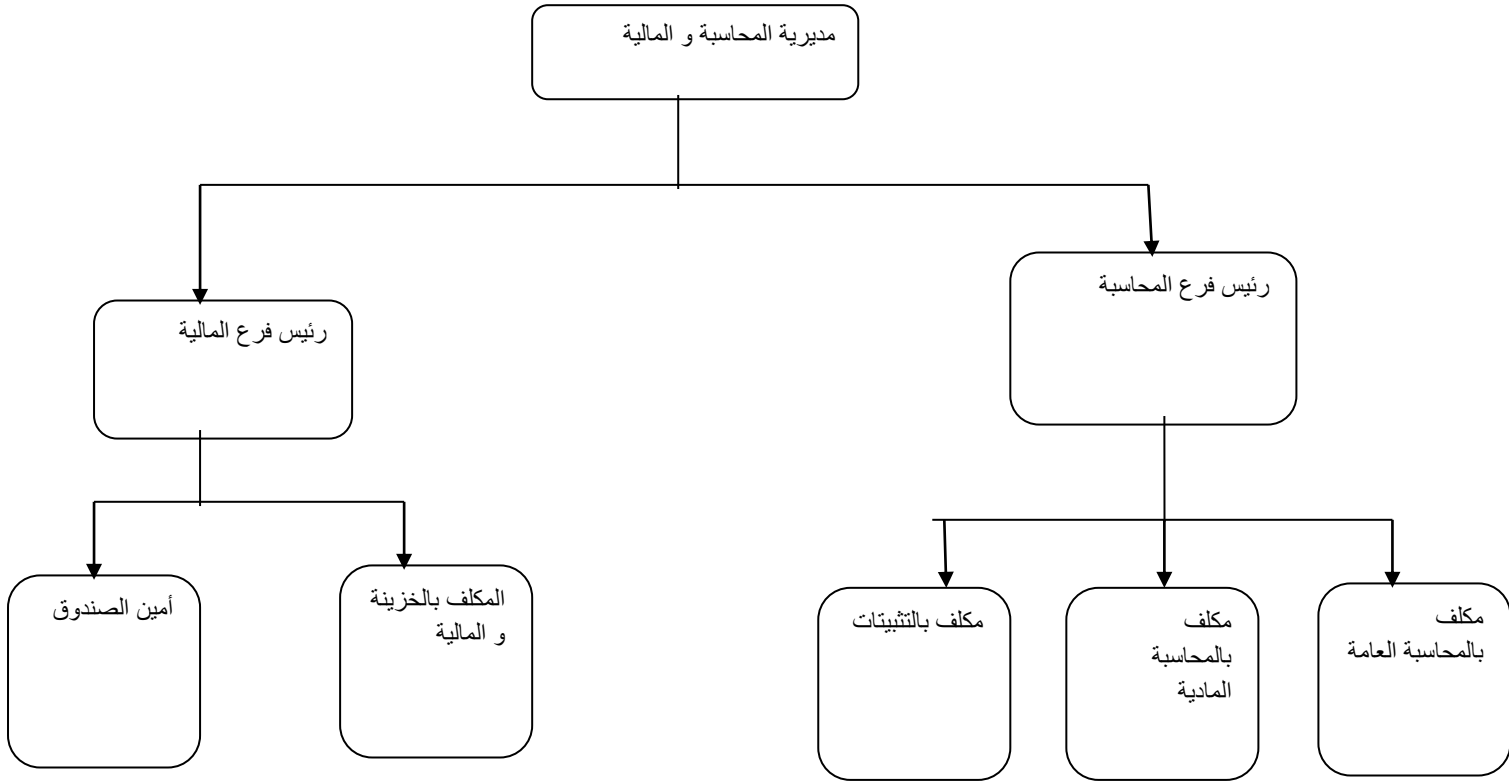 مديرية المحاسبة و المالية
رئيس فرع المحاسبة
رئيس فرع المالية
مكلف
بالمحاسبة العامة
مكلف
بالمحاسبة
المادية
مكلف بالتثبيتات
المكلف بالخزينة
و المالية
أمين الصندوق